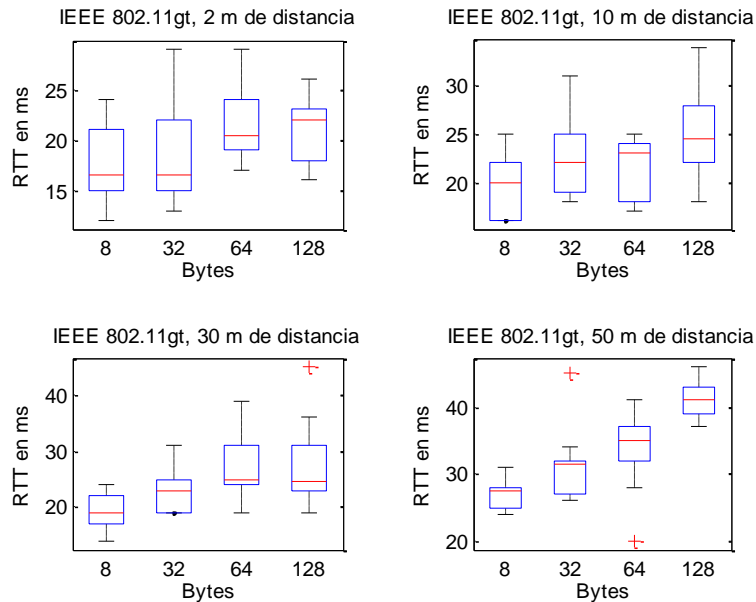 IEEE 802.11gt, 2 m de distancia
RTT en ms
25
20
15
8 32 64 128
Bytes
IEEE 802.11gt, 10 m de distancia
RTT en ms
30
25
20
8 32 64 128
Bytes
IEEE 802.11gt, 30 m de distancia
RTT en ms
40
30
20
8 32 64 128
Bytes
IEEE 802.11gt, 50 m de distancia
RTT en ms
40
30
20
8 32 64 128
Bytes